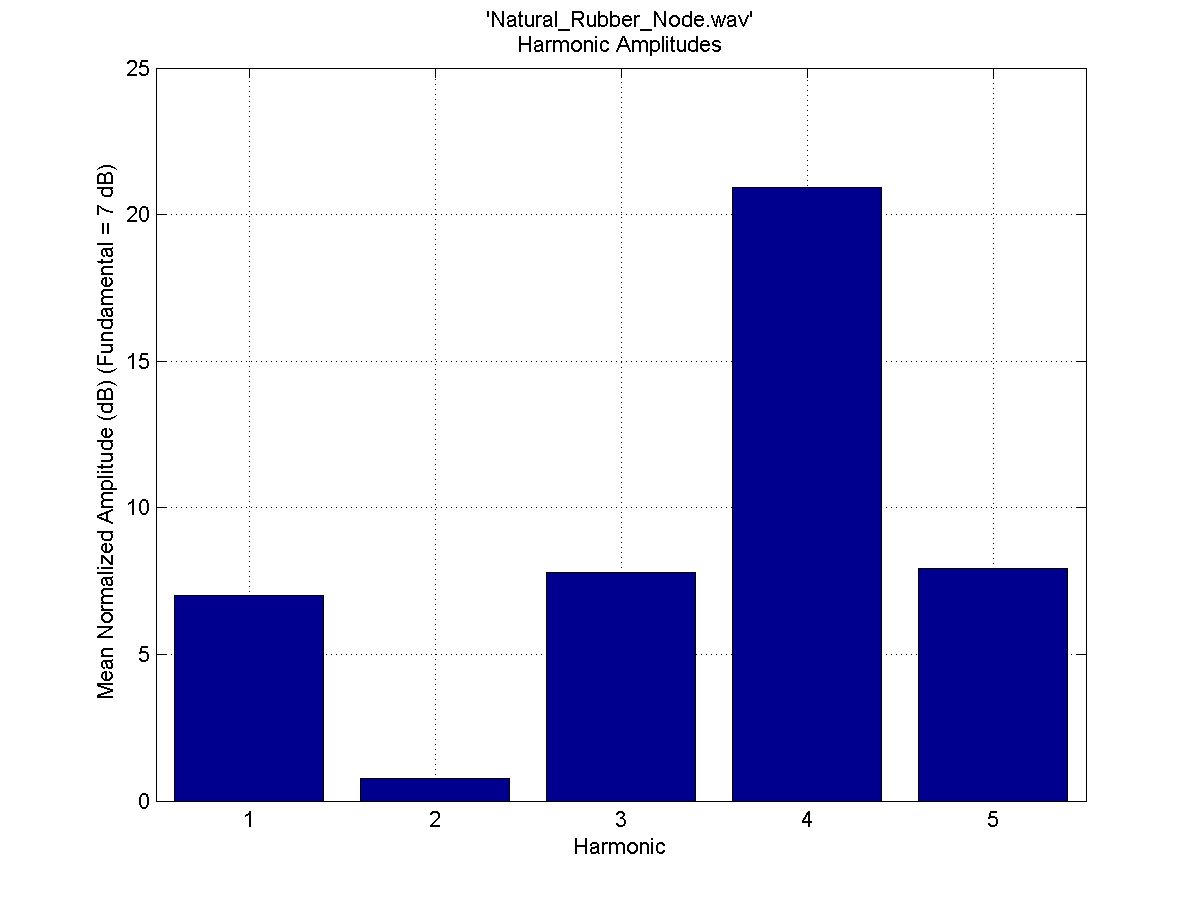 'Natural_Rubber_Node.wav'
Harmonic Amplitudes
Mean Normalized Amplitude (dB) (Fundamental = 7 dB)
25
20
15
10
5
0
1 2 3 4 5
Harmonic